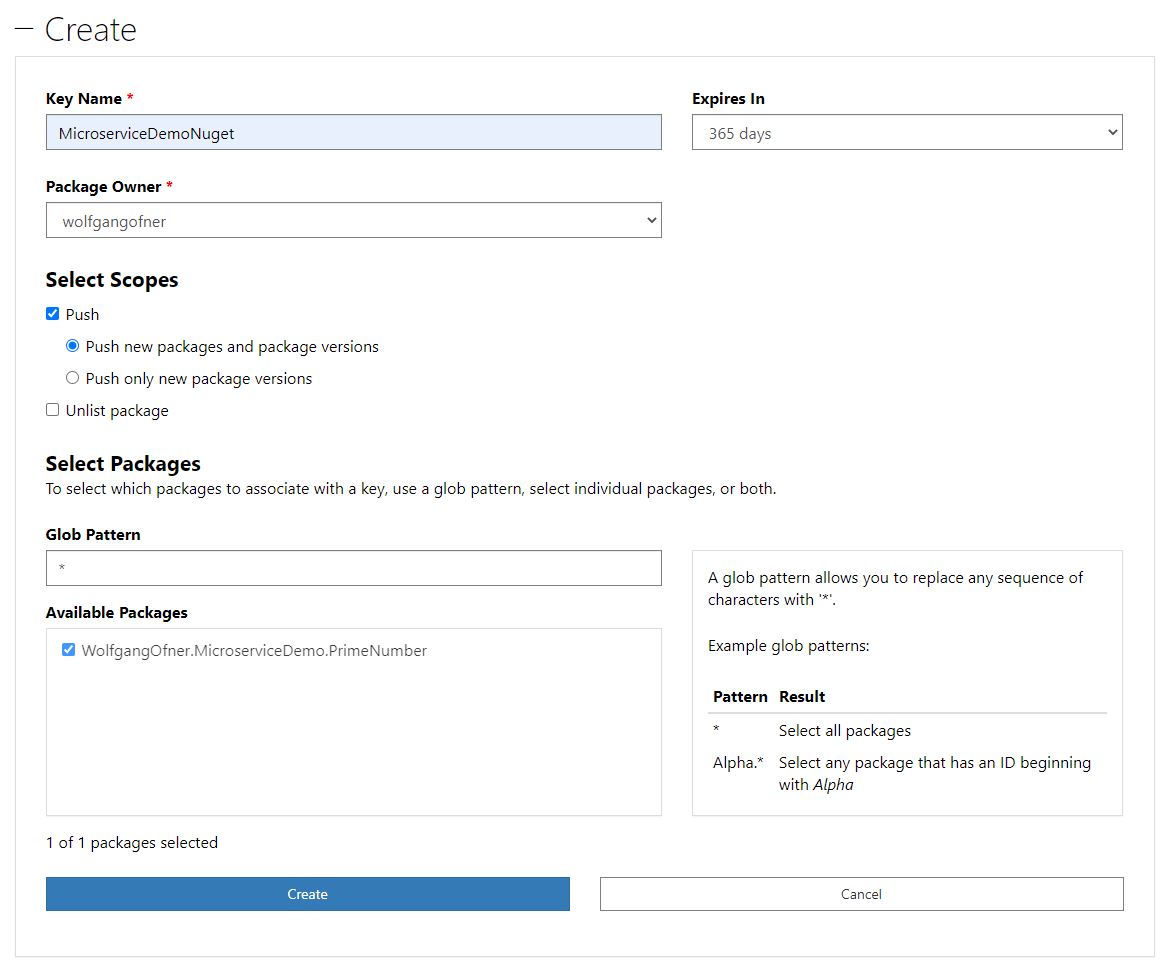 Create
Key Name *
MicroserviceDemoNuget
Expires In
365 days
Package Owner *
wolfgangofner
Select Scopes
Push
Push new packages and package versions
Push only new package versions
Unlist package
Select Packages
To select which packages to associate with a key, use a glob pattern, select individual packages, or both.
Glob Pattern
*
Available Packages
WolfgangOfner.MicroserviceDemo.PrimeNumber
1 of 1 packages selected
A glob pattern allows you to replace any sequence of
characters with '*'.
Example glob patterns:
Pattern Result
* Select all packages
Alpha.* Select any package that has an ID beginning
with Alpha
Create
Cancel